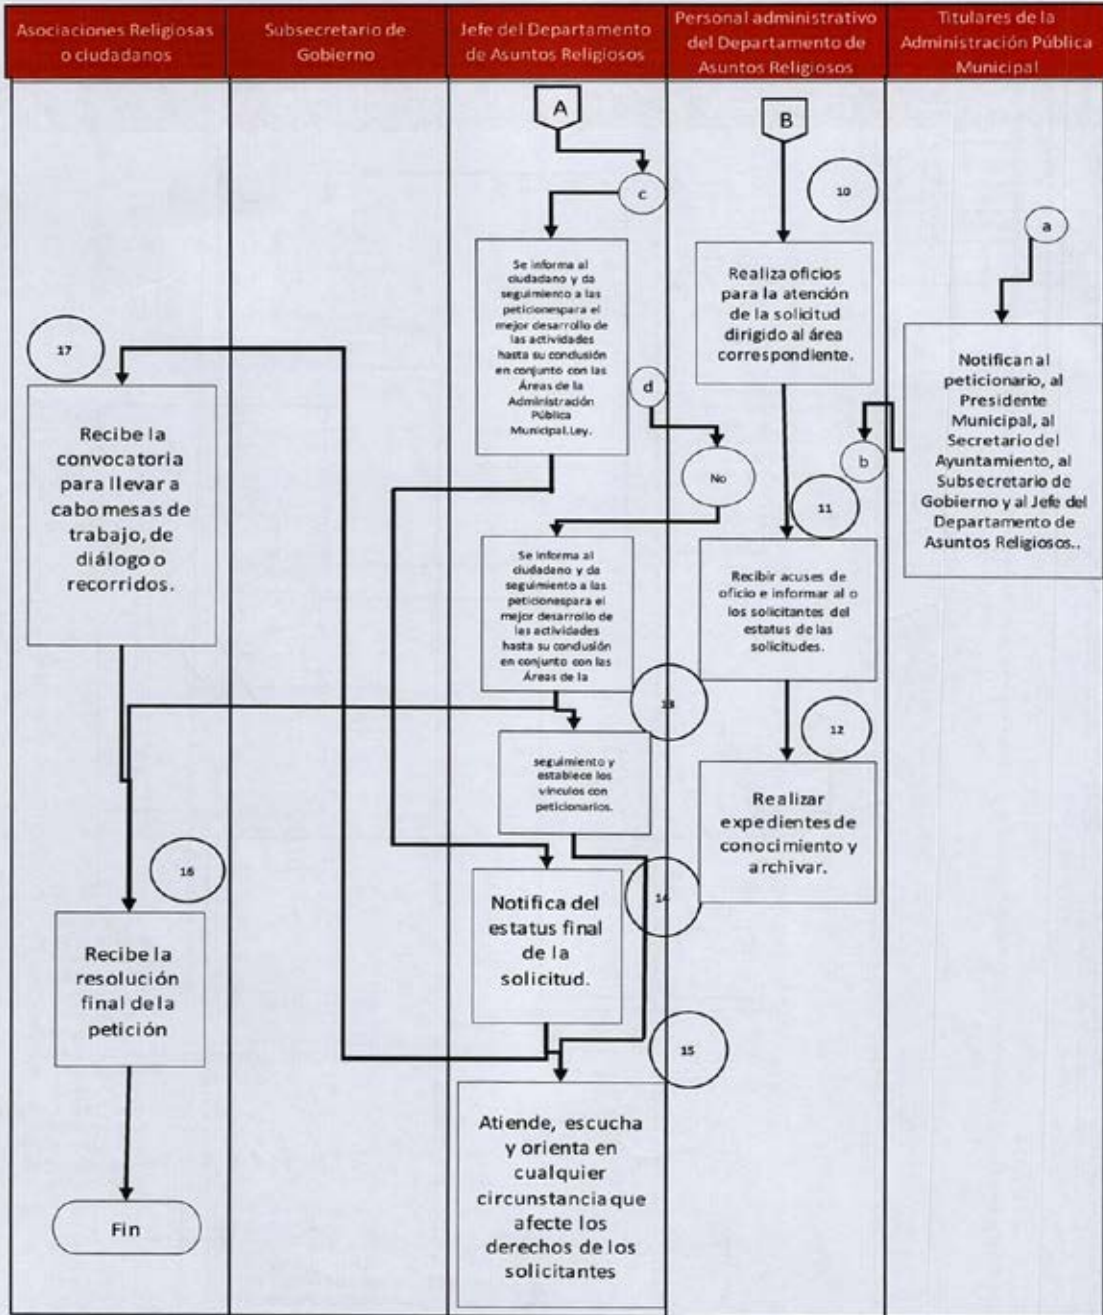 Asociaciones Religiosas
o ciudadanos
Subsecretario de
Gobierno
Jefe del Departamento
de Asuntos Religiosos
Personal administrativo
del Departamento de
Asuntos Religiosos
Titulares de la
Administración Pública
Municipal
A
B
c
10
a
Se informa al
ciudadano y da
seguimiento a las
peticionespara el
mejor desarrollo de
las actividades
hasta su conclusión
en conjunto con las
Áreas de la
Administración
Pública
Municipal.Ley.
Realiza oficios
para la atención
de la solicitud
dirigido al área
correspondiente.
17
d
Notifican al
peticionario, al
Presidente
Municipal, al
Secretario del
Ayuntamiento, al
Subsecretario de
Gobierno y al Jefe del
Departamento de
Asuntos Religiosos..
Recibe la
convocatoria
para llevar a
cabo mesas de
trabajo, de
diálogo o
recorridos.
No
b
11
Se informa al
ciudadano y da
seguimiento a las
peticionespara el
mejor desarrollo de
las actividades
hasta su conclusión
en conjunto con las
Áreas de la
Recibir acuses de
oficio e informar al o
los solicitantes del
estatus de las
solicitudes.
13
12
seguimiento y
establece los
vínculos con
peticionarios.
Realizar
expedientes de
conocimiento y
archivar.
16
14
Notifica del
estatus final
de la
solicitud.
Recibe la
resolución
final de la
petición
15
Atiende, escucha
y orienta en
cualquier
circunstancia que
afecte los
derechos de los
solicitantes
Fin